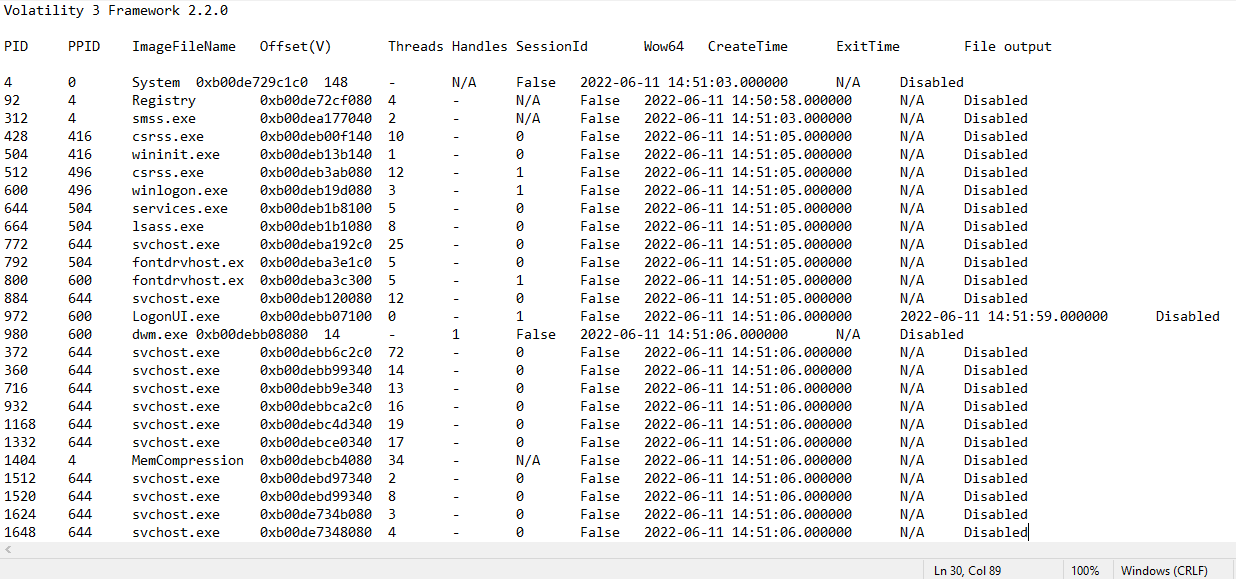 Volatility 3 Framework 2.2.0
PID PPID ImageFileName Offset(V) Threads Handles SessionId Wow64 CreateTime ExitTime File output
4 0 System 0xb00de729c1c0 148 - N/A False 2022-06-11 14:51:03.000000 N/A Disabled
92 4 Registry 0xb00de72cf080 4 - N/A False 2022-06-11 14:50:58.000000 N/A Disabled
312 4 smss.exe 0xb00dea177040 2 - N/A False 2022-06-11 14:51:03.000000 N/A Disabled
428 416 csrss.exe 0xb00deb00f140 10 - 0 False 2022-06-11 14:51:05.000000 N/A Disabled
504 416 wininit.exe 0xb00deb13b140 1 - 0 False 2022-06-11 14:51:05.000000 N/A Disabled
512 496 csrss.exe 0xb00deb3ab080 12 - 1 False 2022-06-11 14:51:05.000000 N/A Disabled
600 496 winlogon.exe 0xb00deb19d080 3 - 1 False 2022-06-11 14:51:05.000000 N/A Disabled
644 504 services.exe 0xb00deb1b8100 5 - 0 False 2022-06-11 14:51:05.000000 N/A Disabled
664 504 lsass.exe 0xb00deb1b1080 8 - 0 False 2022-06-11 14:51:05.000000 N/A Disabled
772 644 svchost.exe 0xb00deba192c0 25 - 0 False 2022-06-11 14:51:05.000000 N/A Disabled
792 504 fontdrvhost.ex 0xb00deba3e1c0 5 - 0 False 2022-06-11 14:51:05.000000 N/A Disabled
800 600 fontdrvhost.ex 0xb00deba3c300 5 - 1 False 2022-06-11 14:51:05.000000 N/A Disabled
884 644 svchost.exe 0xb00deb120080 12 - 0 False 2022-06-11 14:51:05.000000 N/A Disabled
972 600 LogonUI.exe 0xb00debb07100 0 - 1 False 2022-06-11 14:51:06.000000 2022-06-11 14:51:59.000000 Disabled
980 600 dwm.exe 0xb00debb08080 14 - 1 False 2022-06-11 14:51:06.000000 N/A Disabled
372 644 svchost.exe 0xb00debb6c2c0 72 - 0 False 2022-06-11 14:51:06.000000 N/A Disabled
360 644 svchost.exe 0xb00debb99340 14 - 0 False 2022-06-11 14:51:06.000000 N/A Disabled
716 644 svchost.exe 0xb00debb9e340 13 - 0 False 2022-06-11 14:51:06.000000 N/A Disabled
932 644 svchost.exe 0xb00debbca2c0 16 - 0 False 2022-06-11 14:51:06.000000 N/A Disabled
1168 644 svchost.exe 0xb00debc4d340 19 - 0 False 2022-06-11 14:51:06.000000 N/A Disabled
1332 644 svchost.exe 0xb00debce0340 17 - 0 False 2022-06-11 14:51:06.000000 N/A Disabled
1404 4 MemCompression 0xb00debcb4080 34 - N/A False 2022-06-11 14:51:06.000000 N/A Disabled
1512 644 svchost.exe 0xb00debd97340 2 - 0 False 2022-06-11 14:51:06.000000 N/A Disabled
1520 644 svchost.exe 0xb00debd99340 8 - 0 False 2022-06-11 14:51:06.000000 N/A Disabled
1624 644 svchost.exe 0xb00de734b080 3 - 0 False 2022-06-11 14:51:06.000000 N/A Disabled
1648 644 svchost.exe 0xb00de7348080 4 - 0 False 2022-06-11 14:51:06.000000 N/A Disabled
Ln 30, Col 89 100% Windows (CRLF)